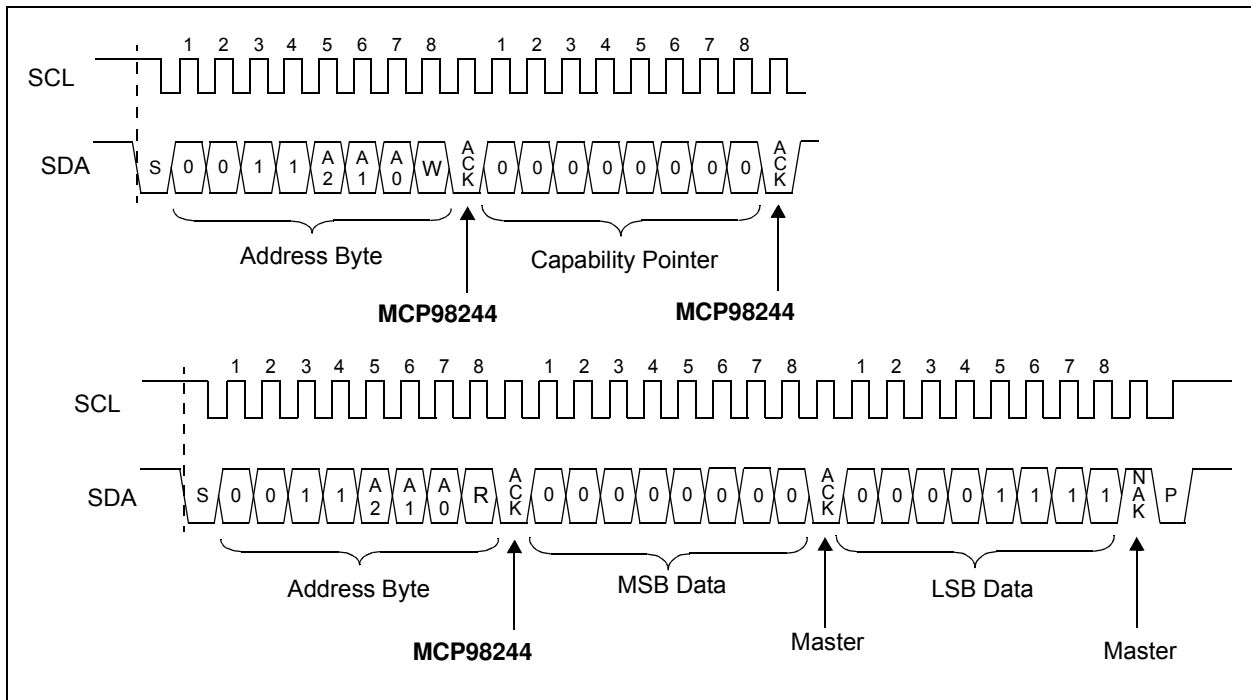 1 2 3 4 5 6 7 8 1 2 3 4 5 6 7 8
SCL
SDA S 0 0 1 1 A2 A1 A0 W ACK 0 0 0 0 0 0 0 0 ACK
Address Byte Capability Pointer
MCP98244 MCP98244
1 2 3 4 5 6 7 8 1 2 3 4 5 6 7 8 1 2 3 4 5 6 7 8
SCL
SDA S 0 0 1 1 A2 A1 A0 R ACK 0 0 0 0 0 0 0 0 ACK 0 0 0 0 1 1 1 1 NAK P
Address Byte MSB Data LSB Data
MCP98244 Master Master